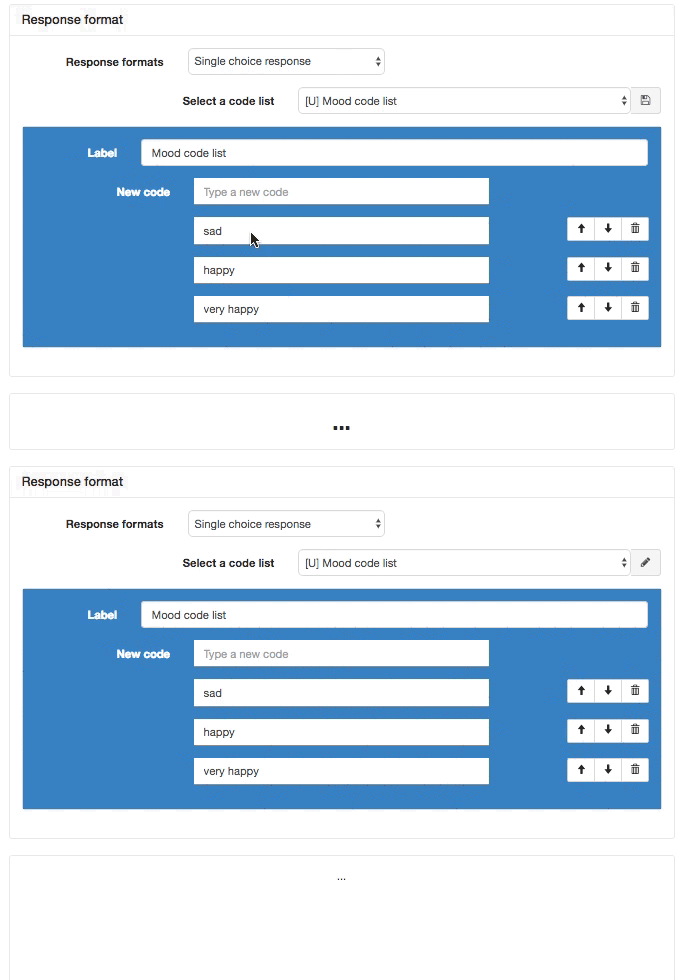 Response format
Response formats Single choice response
Select a code list [U] Mood code list
Label Mood code list
New code Type a new code
sad
happy
very happy
...
Response format
Response formats Single choice response
Select a code list [U] Mood code list
Label Mood code list
New code Type a new code
sad
happy
very happy
...